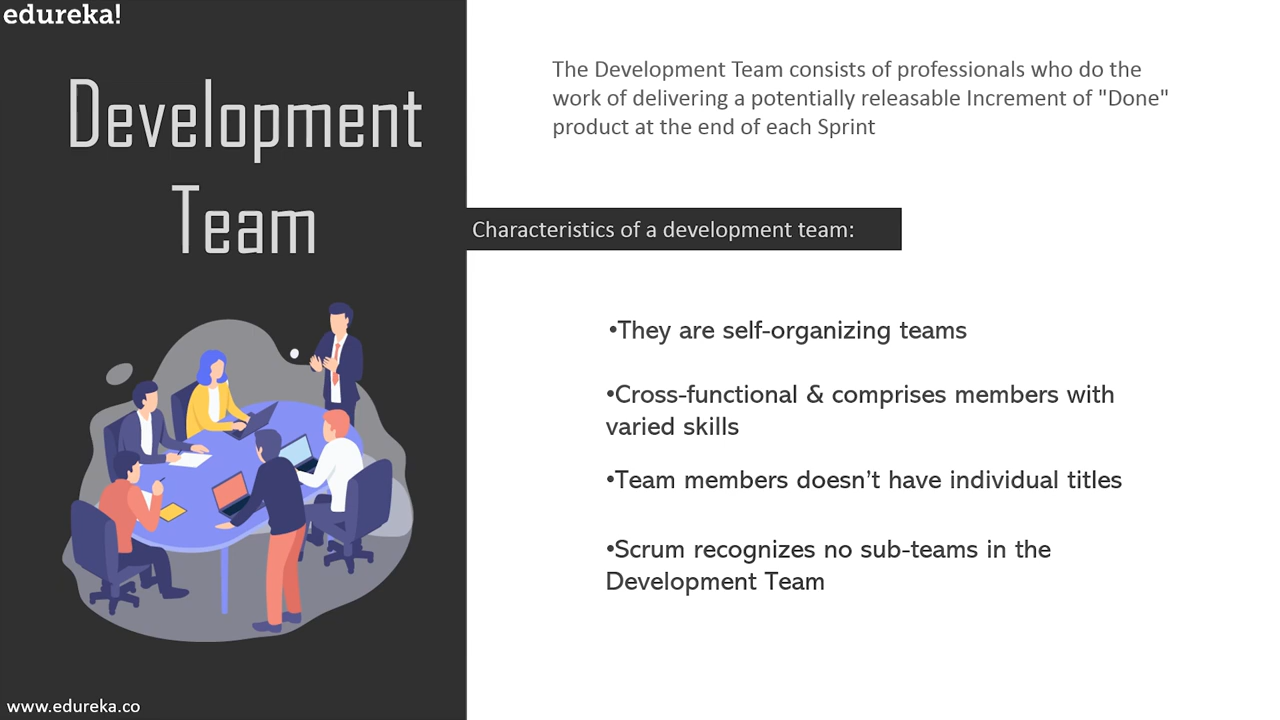 edureka!
Development
Team
The Development Team consists of professionals who do the
work of delivering a potentially releasable Increment of "Done"
product at the end of each Sprint
Characteristics of a development team:
•They are self-organizing teams
•Cross-functional & comprises members with
varied skills
•Team members doesn’t have individual titles
•Scrum recognizes no sub-teams in the
Development Team
www.edureka.co